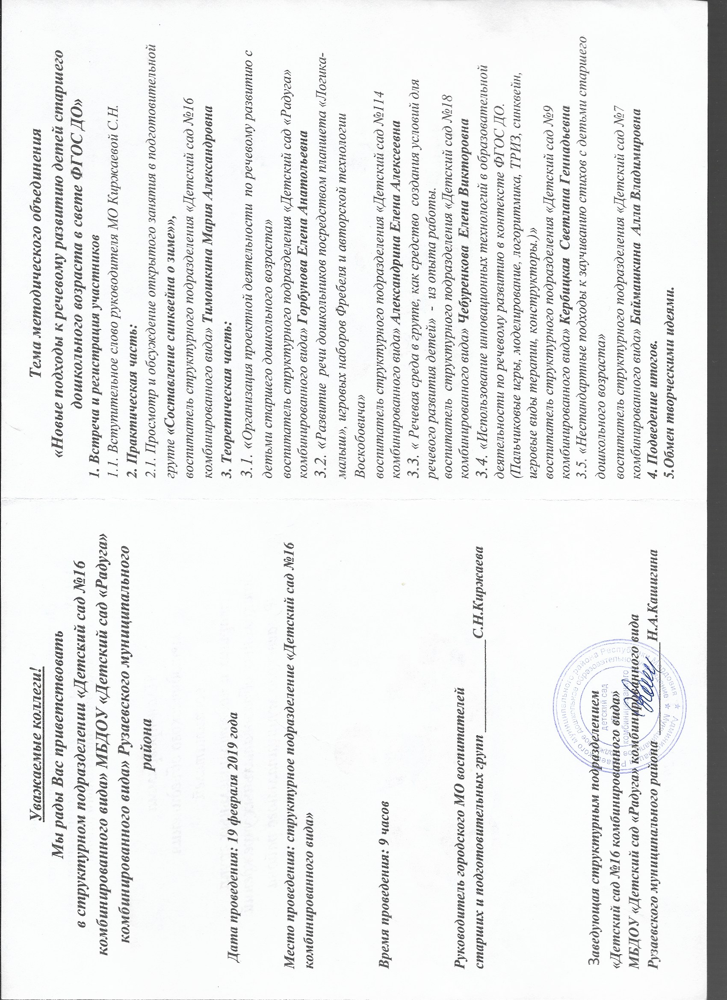 Уважаемые коллеги!
Мы рады Вас приветствовать
в структурном подразделении «Детский сад №16
комбинированного вида» МБДОУ «Детский сад «Радуга»
комбинированного вида» Рузаевского муниципального
района
Дата проведения: 19 февраля 2019 года
Место проведения: структурное подразделение «Детский сад №16
комбинированного вида»
Время проведения: 9 часов
Руководитель городского МО воспитателей
старших и подготовительных групп ______________С.Н.Киржаева
Заведующая структурным подразделением
«Детский сад №16 комбинированного вида»
МБДОУ «Детский сад «Радуга» комбинированного вида
Рузаевского муниципального района ______________Н.А.Кашигина
детский сад
комбинированного
Тема методического объединения
«Новые подходы к речевому развитию детей старшего
дошкольного возраста в свете ФГОС ДО»
1. Встреча и регистрация участников
1.1. Вступительное слово руководителя МО Киржаевой С.Н.
2. Практическая часть:
2.1. Просмотр и обсуждение открытого занятия в подготовительной
группе «Составление синквейна о зиме»»,
воспитатель структурного подразделения «Детский сад №16
комбинированного вида» Тимошкина Мария Александровна
3. Теоретическая часть:
3.1. «Организация проектной деятельности по речевому развитию с
детьми старшего дошкольного возраста»
воспитатель структурного подразделения «Детский сад «Радуга»
комбинированного вида» Горбунова Елена Анатольевна
3.2. «Развитие речи дошкольников посредством планшета «Логика-
малыш», игровых наборов Фребеля и авторской технологии
Воскобовича»
воспитатель структурного подразделения «Детский сад №114
комбинированного вида» Александрина Елена Алексеевна
3.3. « Речевая среда в группе, как средство создания условий для
речевого развития детей» - из опыта работы.
воспитатель структурного подразделения «Детский сад №18
комбинированного вида» Чебуренкова Елена Викторовна
3.4. «Использование инновационных технологий в образовательной
деятельности по речевому развитию в контексте ФГОС ДО.
(Пальчиковые игры, моделирование, логоритмика, ТРИЗ, синквейн,
игровые виды терапии, конструкторы.)»
воспитатель структурного подразделения «Детский сад №9
комбинированного вида» Кербицкая Светлана Геннадьевна
3.5. «Нестандартные подходы к заучиванию стихов с детьми старшего
дошкольного возраста»
воспитатель структурного подразделения «Детский сад №7
комбинированного вида» Баймашкина Алла Владимировна
4. Подведение итогов.
5.Обмен творческими идеями.